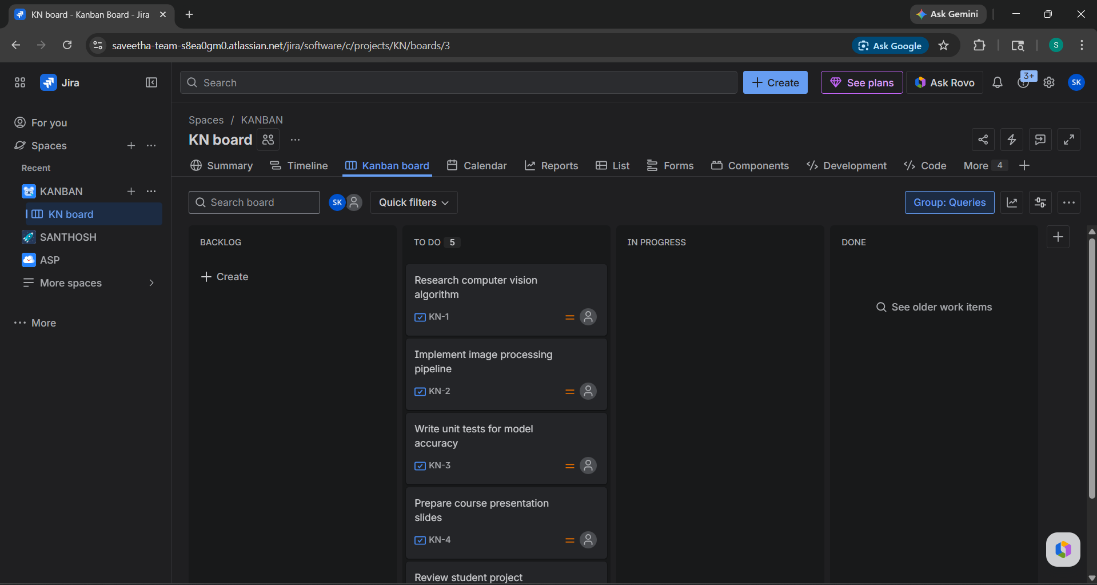 KN board - Kanban Board - Jira
Ask Gemini
saveetha-team-s8ea0gm0.atlassian.net/jira/software/c/projects/KN/boards/3
Ask Google
S
Jira
Search
Create
See plans
Ask Rovo
3+
SK
For you
Spaces
Recent
KANBAN
KN board
SANTHOSH
ASP
More spaces
More
Spaces / KANBAN
KN board
Summary
Timeline
Kanban board
Calendar
Reports
List
Forms
Components
Development
Code
More 4
Search board
SK
Quick filters
Group: Queries
BACKLOG
Create
TO DO 5
Research computer vision
algorithm
KN-1
Implement image processing
pipeline
KN-2
Write unit tests for model
accuracy
KN-3
Prepare course presentation
slides
KN-4
Review student project
IN PROGRESS
DONE
See older work items